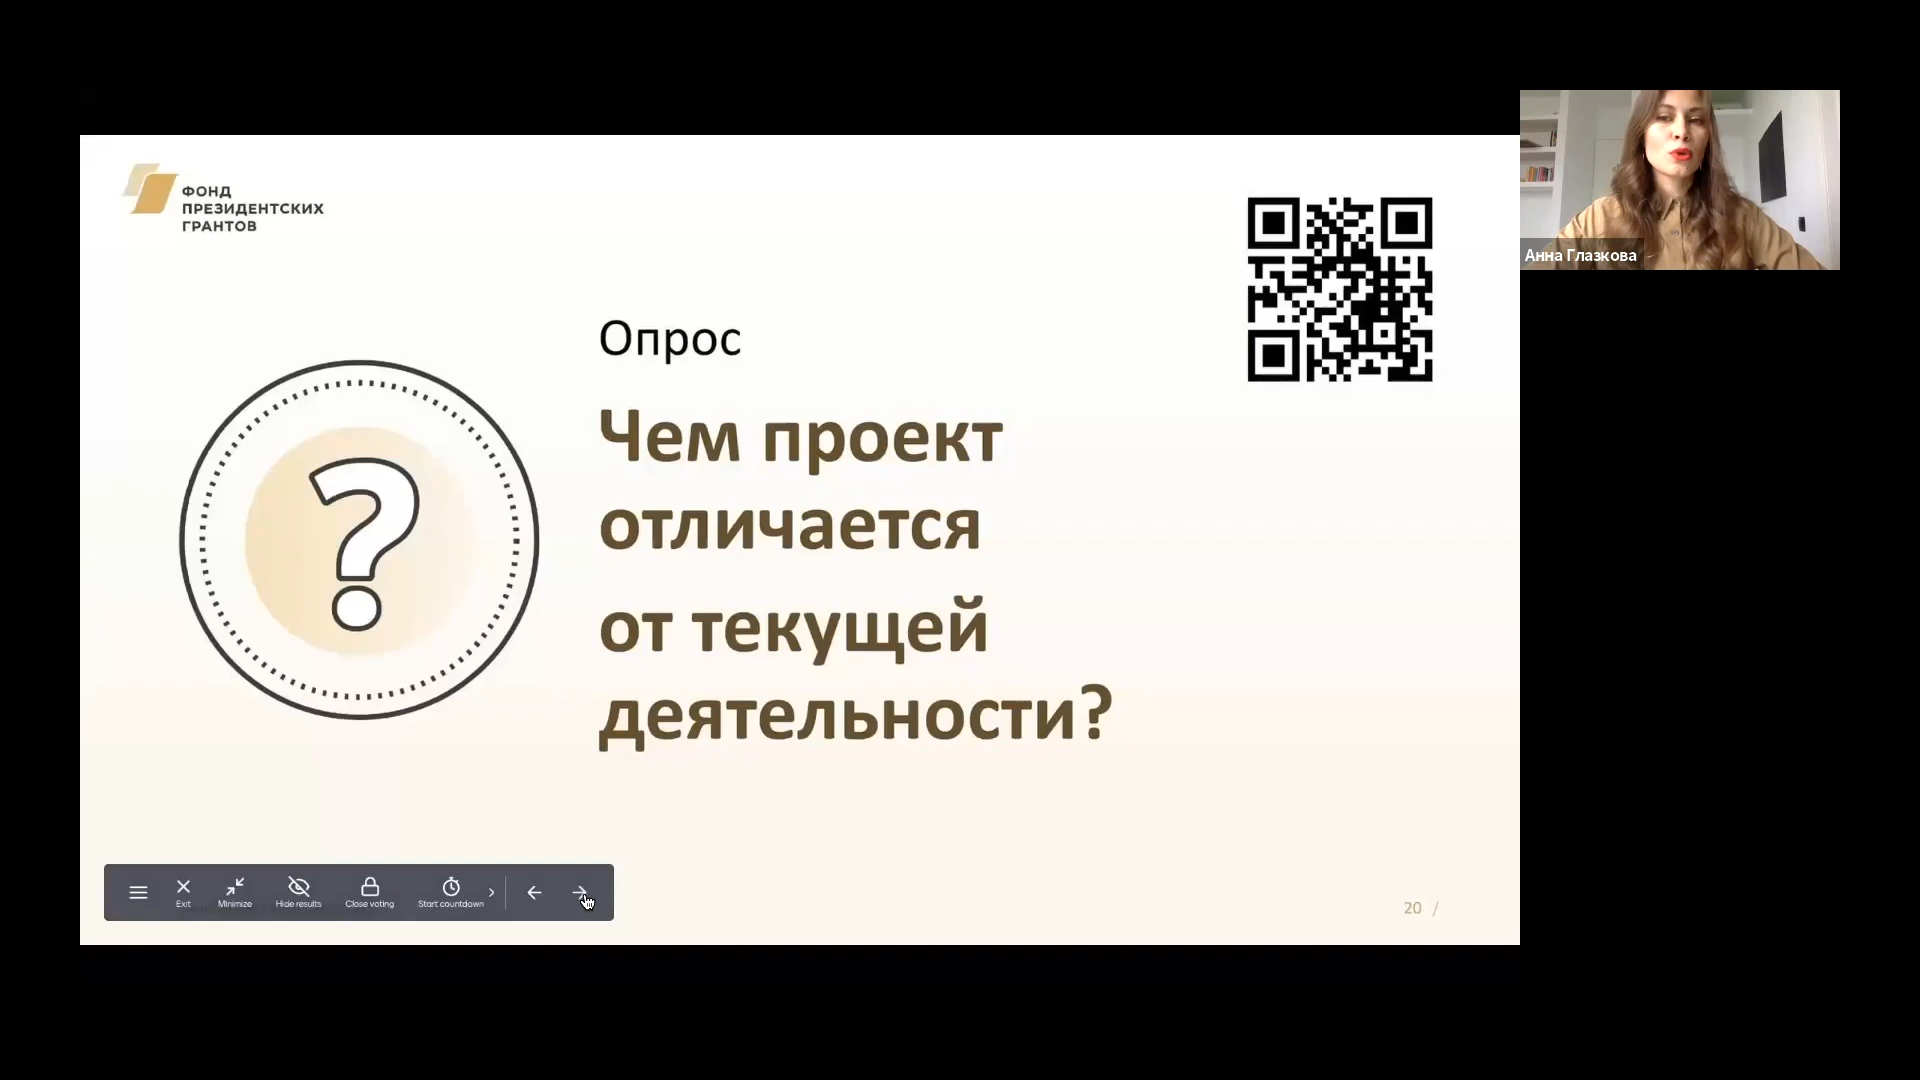 ФОНД
ПРЕЗИДЕНТСКИХ
ГРАНТОВ
Анна Глазкова
Опрос
Чем проект
отличается
от текущей
деятельности?
Exit
Minimize
Hide results
Close voting
Start countdown
20 /